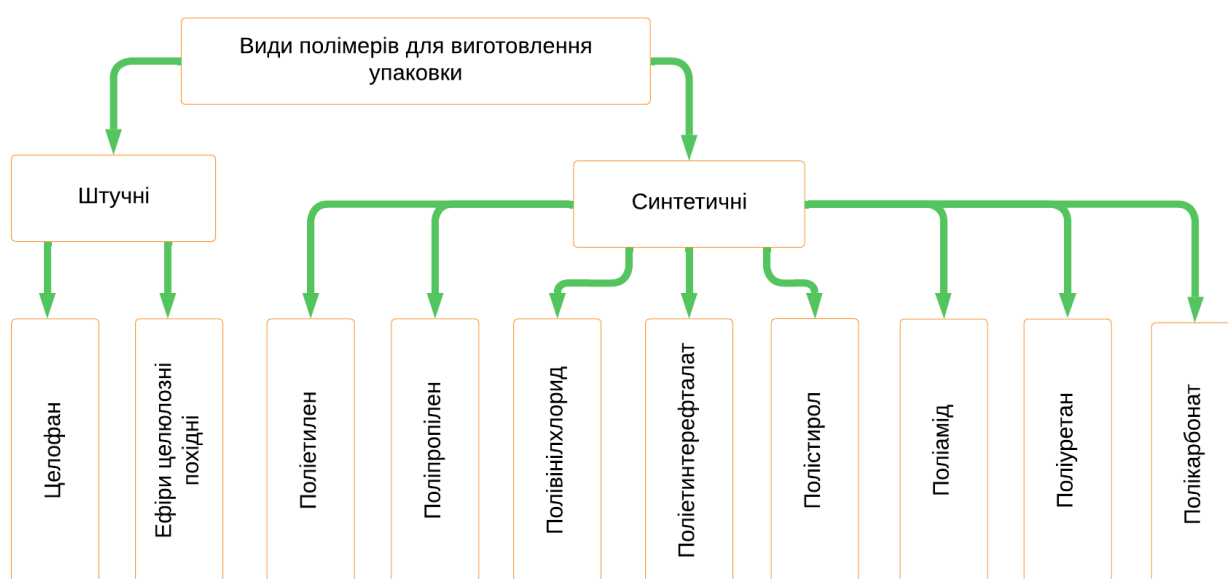 Види полімерів для виготовлення
упаковки
Штучні
Синтетичні
Целофан
Ефіри целюлозні
похідні
Поліетилен
Поліпропілен
Полівінілхлорид
Поліетинтерефталат
Полістирол
Поліамід
Поліуретан
Полікарбонат